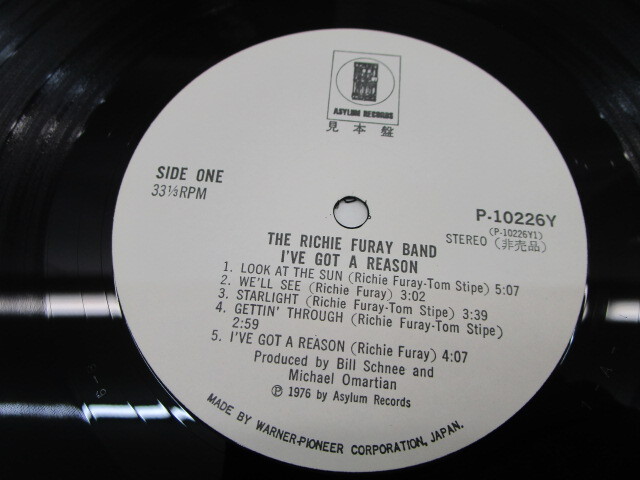 ASYLUM RECORDS
見本盤
SIDE ONE
33⅓RPM
P-10226Y
(P-10226Y1)
STEREO (非売品)
THE RICHIE FURAY BAND
I'VE GOT A REASON
1. LOOK AT THE SUN (Richie Furay-Tom Stipe) 5:07
2. WE'LL SEE (Richie Furay) 3:02
3. STARLIGHT (Richie Furay-Tom Stipe) 3:39
4. GETTIN' THROUGH (Richie Furay-Tom Stipe)
2:59
5. I'VE GOT A REASON (Richie Furay) 4:07
Produced by Bill Schnee and
Michael Omartian
Ⓟ 1976 by Asylum Records
MADE BY WARNER-PIONEER CORPORATION, JAPAN.